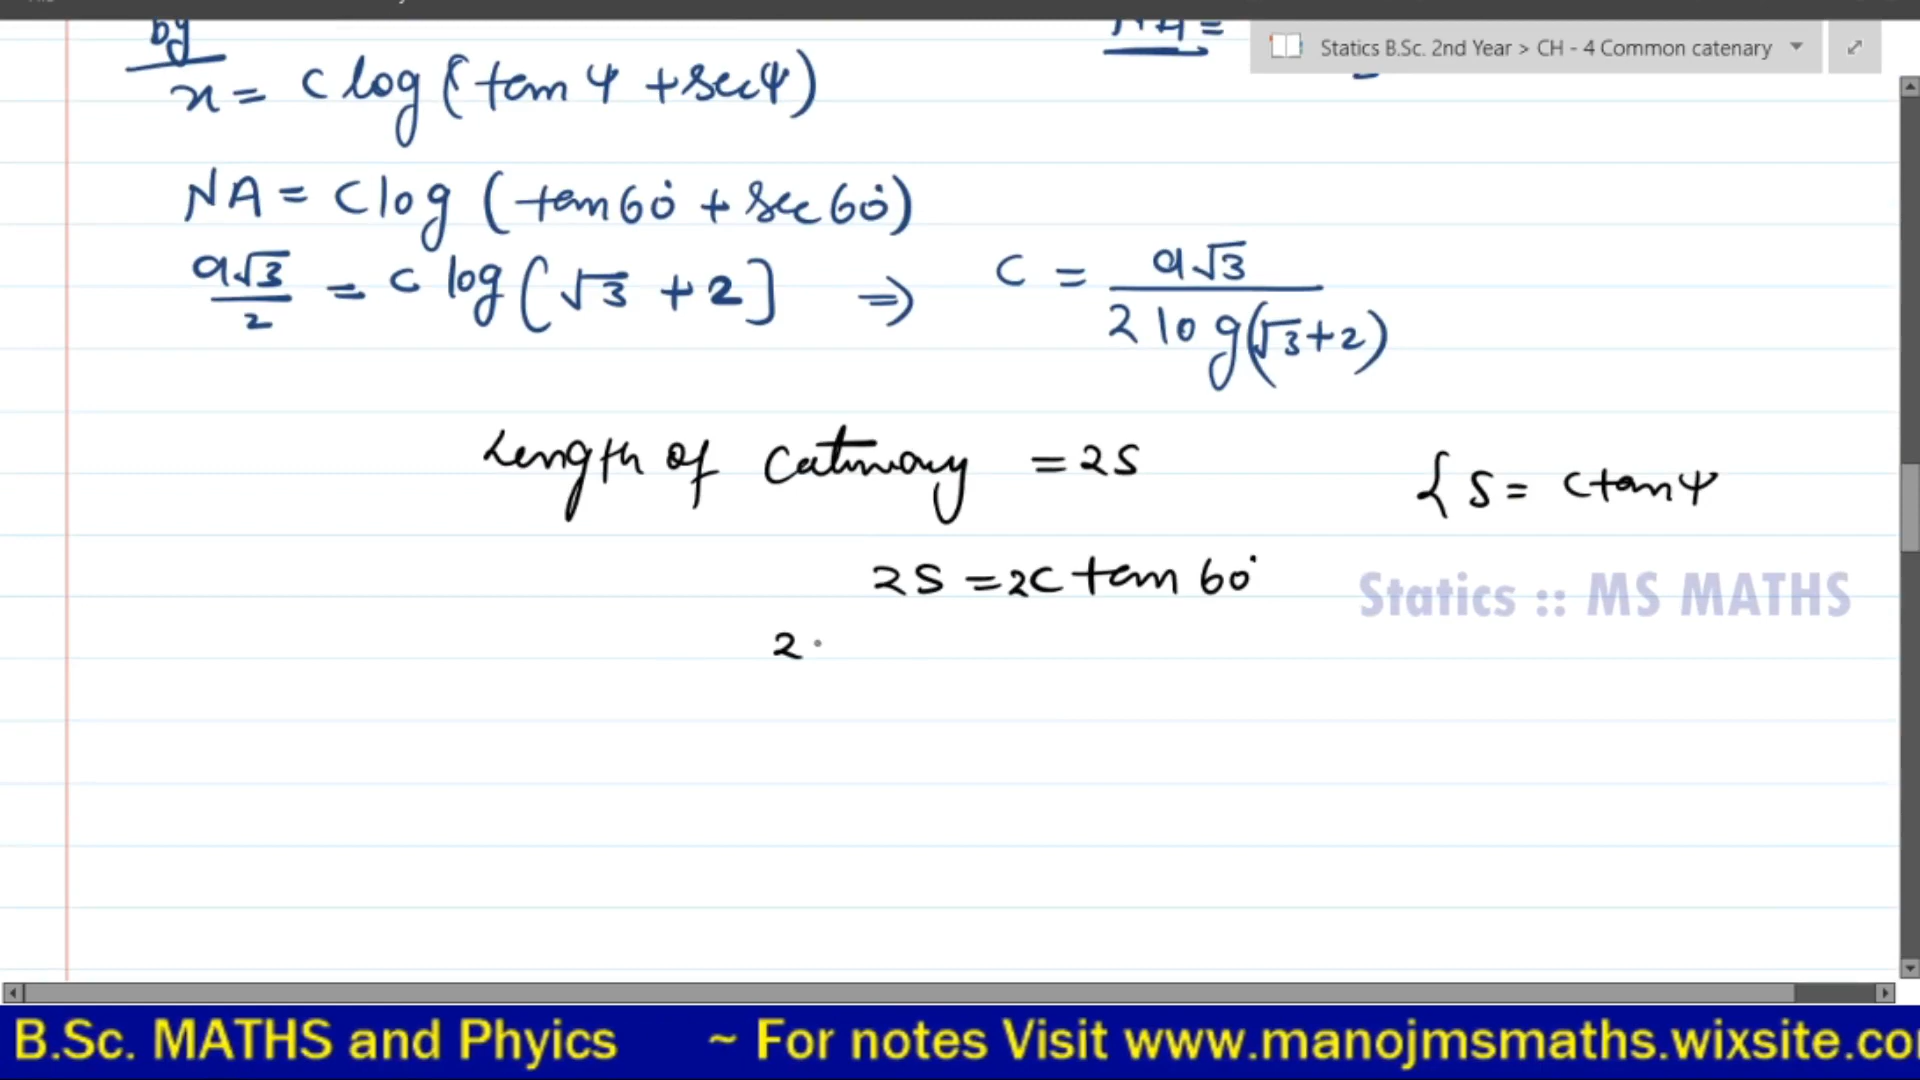 by
NA =
Statics B.Sc. 2nd Year > CH - 4 Common catenary
x = c log (tan ψ + sec ψ)
NA = c log (tan 60° + sec 60°)
a√3/2 = c log [√3 + 2] ⇒ c = a√3 / 2 log(√3+2)
Length of Catenary = 2S
{ S = c tan ψ
2S = 2c tan 60°
Statics :: MS MATHS
2 ·
B.Sc. MATHS and Phyics ~ For notes Visit www.manojmsmaths.wixsite.co